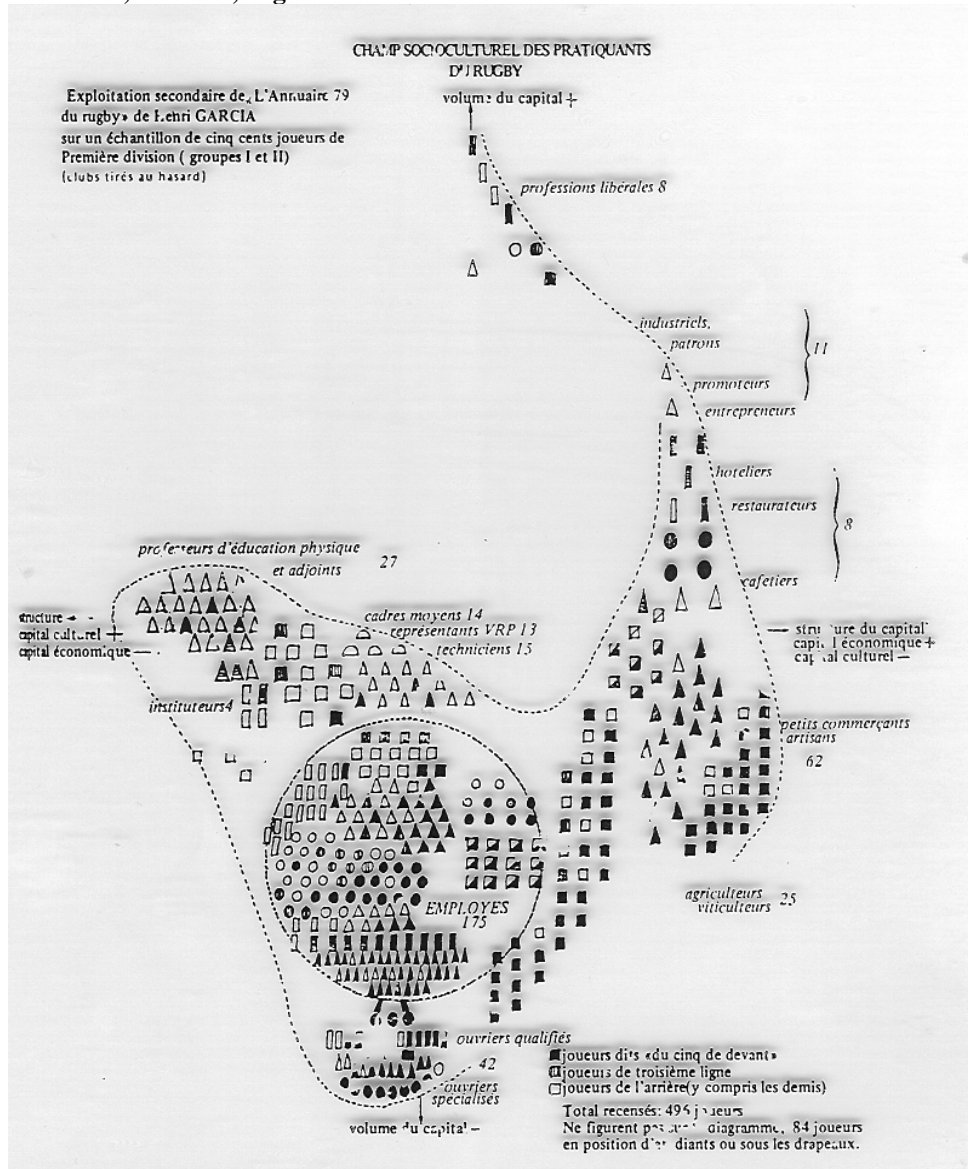 CHAMP SOCIOCULTUREL DES PRATIQUANTS
DU RUGBY
Exploitation secondaire de « L'Annuaire 79
du rugby» de Henri GARCIA
sur un échantillon de cinq cents joueurs de
Première division ( groupes I et II)
(clubs tirés au hasard)
volume du capital +
professions libérales 8
industriels,
patrons
11
promoteurs
entrepreneurs
hoteliers
restaurateurs
8
cafetiers
professeurs d'éducation physique
et adjoints 27
cadres moyens 14
représentants VRP 13
techniciens 15
structure
capital culturel +
capital économique —
— structure du capital
capital économique +
capital culturel —
instituteurs 4
petits commerçants
artisans
62
agriculteurs
viticulteurs 25
EMPLOYES
175
ouvriers qualifiés
42
ouvriers
spécialisés
volume du capital —
joueurs dits «du cinq de devant»
joueurs de troisième ligne
joueurs de l'arrière(y compris les demis)
Total recensés: 496 joueurs
Ne figurent pas diagramme, 84 joueurs
en position d'étudiants ou sous les drapeaux.